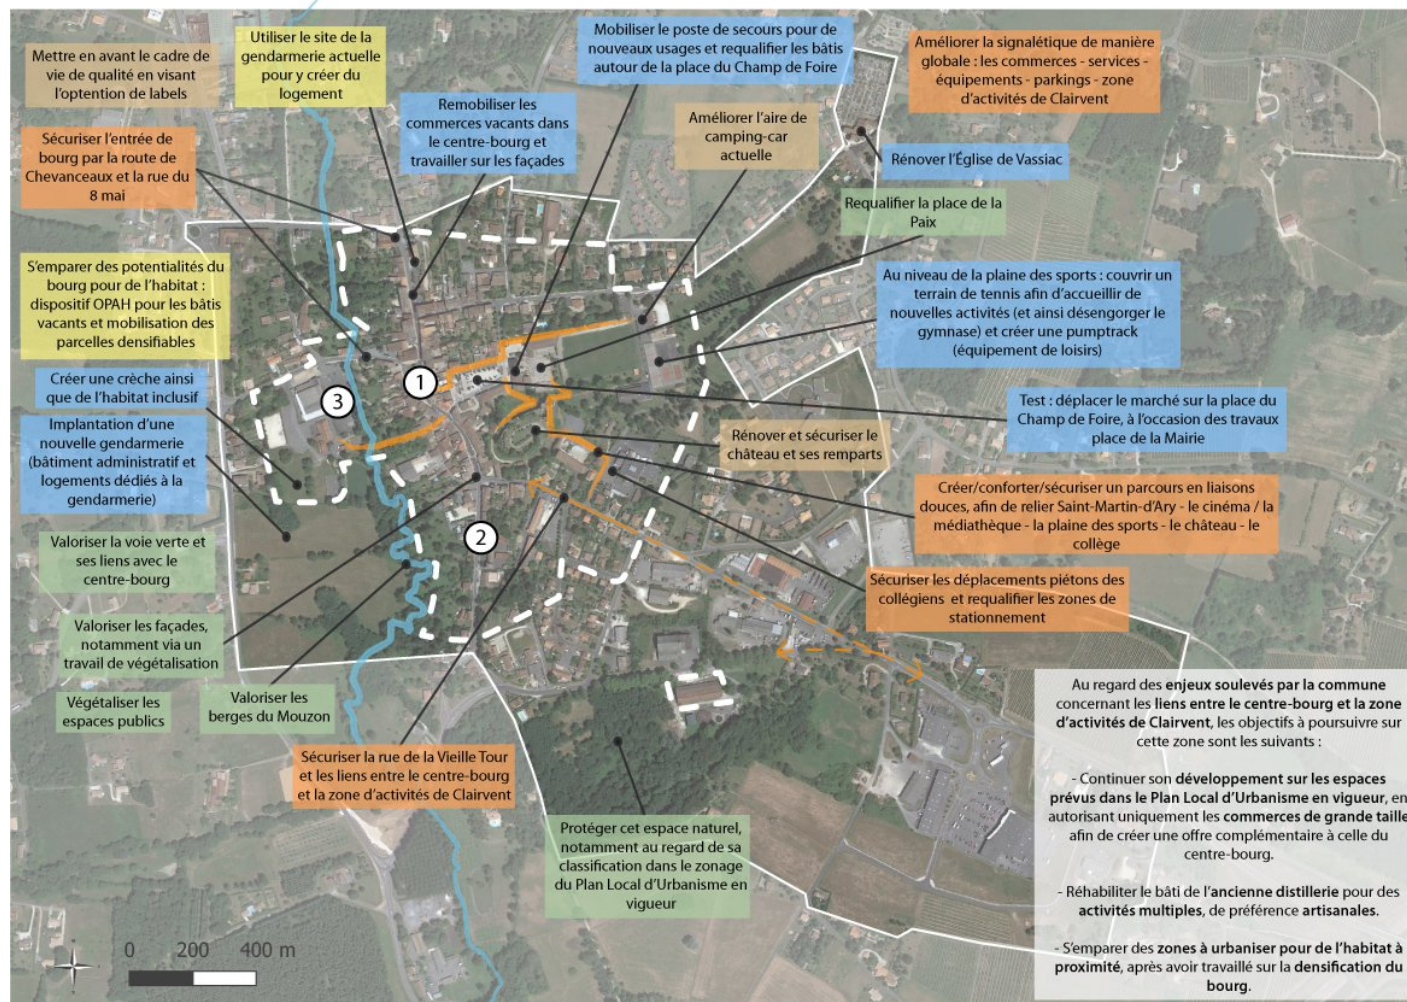 Mettre en avant le cadre de
vie de qualité en visant
l'optention de labels
Utiliser le site de la
gendarmerie actuelle
pour y créer du
logement
Mobiliser le poste de secours pour de
nouveaux usages et requalifier les bâtis
autour de la place du Champ de Foire
Améliorer la signalétique de manière
globale : les commerces - services -
équipements - parkings - zone
d'activités de Clairvent
Remobiliser les
commerces vacants dans
le centre-bourg et
travailler sur les façades
Améliorer l'aire de
camping-car
actuelle
Sécuriser l'entrée de
bourg par la route de
Chevanceaux et la rue du
8 mai
Rénover l'Église de Vassiac
Requalifier la place de la
Paix
S'emparer des potentialités du
bourg pour de l'habitat :
dispositif OPAH pour les bâtis
vacants et mobilisation des
parcelles densifiables
Au niveau de la plaine des sports : couvrir un
terrain de tennis afin d'accueillir de
nouvelles activités (et ainsi désengorger le
gymnase) et créer une pumptrack
(équipement de loisirs)
Créer une crèche ainsi
que de l'habitat inclusif
1
3
Test : déplacer le marché sur la place du
Champ de Foire, à l'occasion des travaux
place de la Mairie
Implantation d'une
nouvelle gendarmerie
(bâtiment administratif et
logements dédiés à la
gendarmerie)
Rénover et sécuriser le
château et ses remparts
Créer/conforter/sécuriser un parcours en liaisons
douces, afin de relier Saint-Martin-d'Ary - le cinéma / la
médiathèque - la plaine des sports - le château - le
collège
2
Valoriser la voie verte et
ses liens avec le
centre-bourg
Sécuriser les déplacements piétons des
collégiens et requalifier les zones de
stationnement
Valoriser les façades,
notamment via un
travail de végétalisation
Végétaliser les
espaces publics
Valoriser les
berges du Mouzon
Sécuriser la rue de la Vieille Tour
et les liens entre le centre-bourg
et la zone d'activités de Clairvent
Protéger cet espace naturel,
notamment au regard de sa
classification dans le zonage
du Plan Local d'Urbanisme en
vigueur
Au regard des enjeux soulevés par la commune
concernant les liens entre le centre-bourg et la zone
d'activités de Clairvent, les objectifs à poursuivre sur
cette zone sont les suivants :
- Continuer son développement sur les espaces
prévus dans le Plan Local d'Urbanisme en vigueur, en
autorisant uniquement les commerces de grande taille
afin de créer une offre complémentaire à celle du
centre-bourg.
- Réhabiliter le bâti de l'ancienne distillerie pour des
activités multiples, de préférence artisanales.
- S'emparer des zones à urbaniser pour de l'habitat à
proximité, après avoir travaillé sur la densification du
bourg.
0 200 400 m